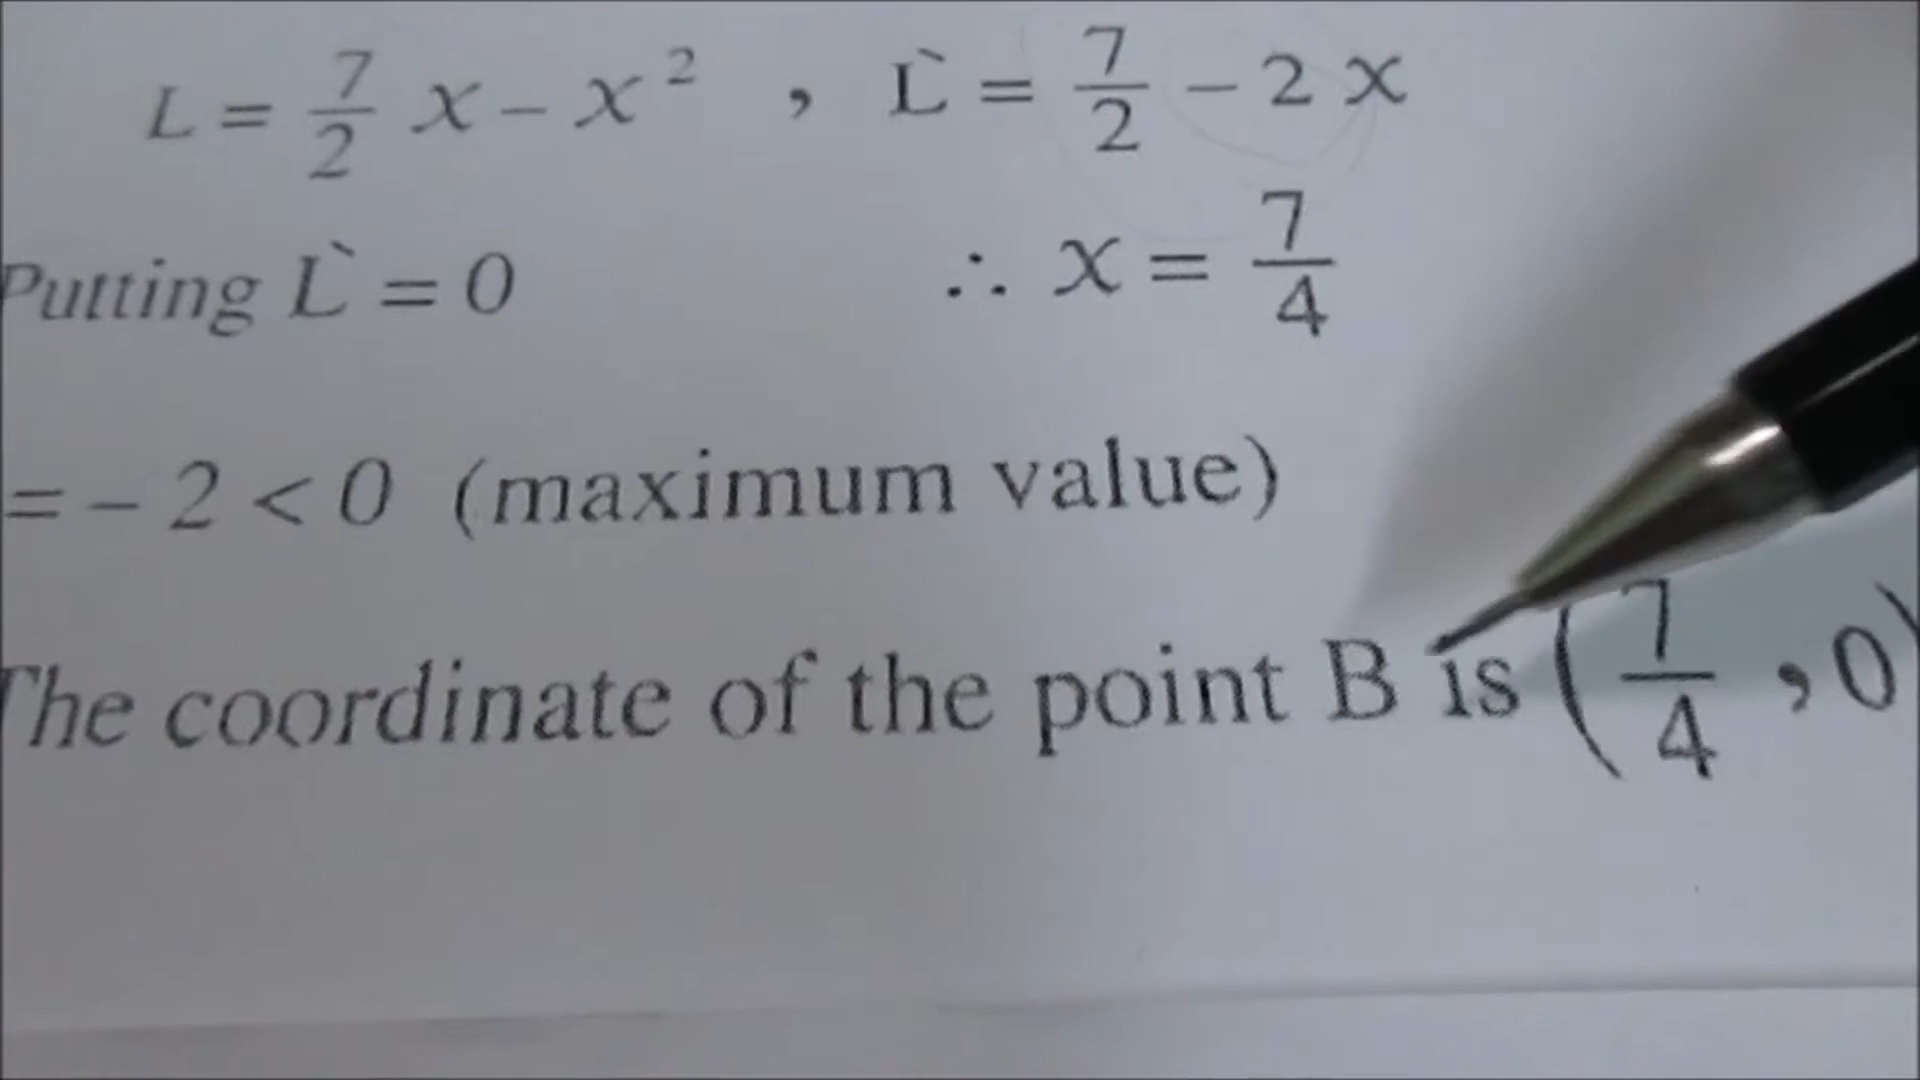 L = 7/2 x - x² , L` = 7/2 - 2x
Putting L` = 0 ∴ x = 7/4
= - 2 < 0 (maximum value)
The coordinate of the point B is (7/4 , 0)